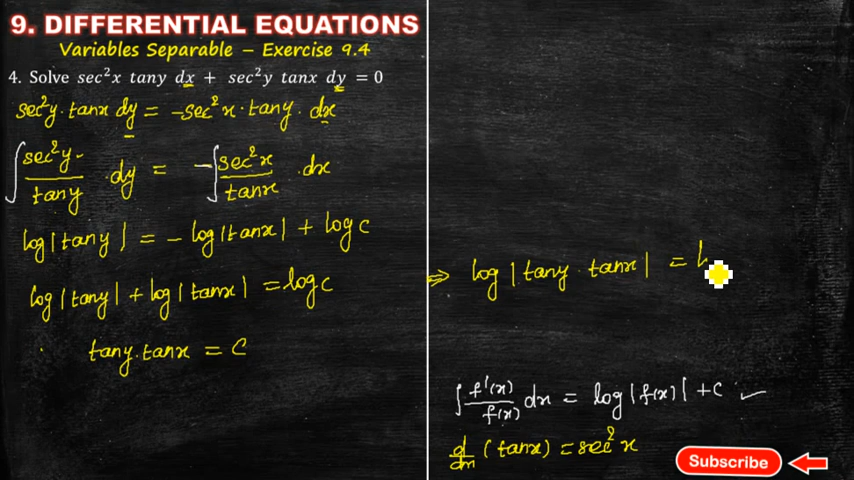 9. DIFFERENTIAL EQUATIONS
Variables Separable – Exercise 9.4
4. Solve sec²x tany dx + sec²y tanx dy = 0
sec²y · tanx dy = -sec²x · tany · dx
∫ sec²y / tany · dy = -∫ sec²x / tanx · dx
log|tany| = - log|tanx| + log c
log|tany| + log|tanx| = log c
tany · tanx = c
⇒ log|tany · tanx| = l
∫ f'(x) / f(x) dx = log|f(x)| + c ✓
d/dx (tanx) = sec²x
Subscribe